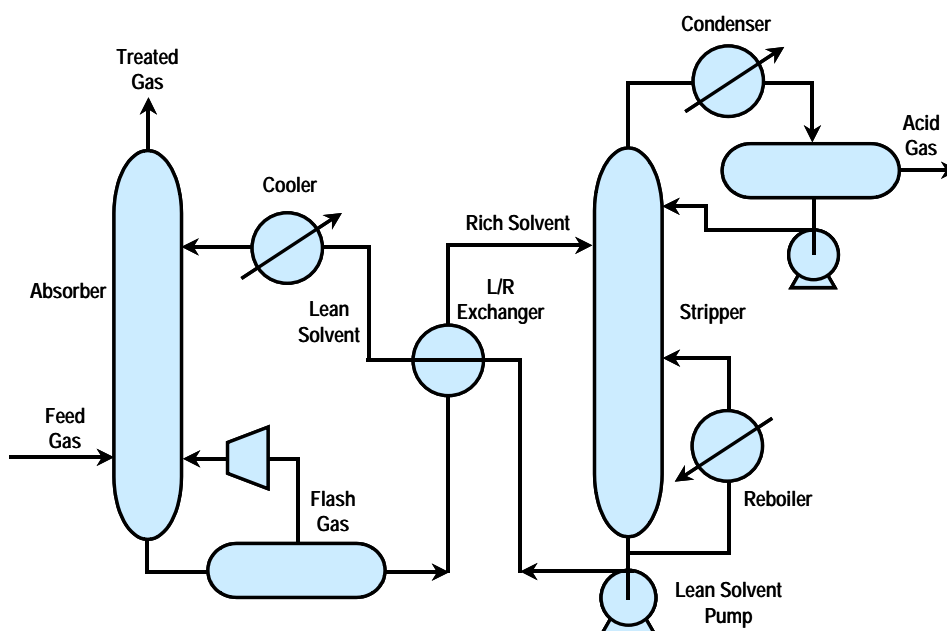 Condenser
Treated
Gas
Acid
Gas
Cooler
Rich Solvent
Absorber
L/R
Exchanger
Lean
Solvent
Stripper
Feed
Gas
Flash
Gas
Reboiler
Lean Solvent
Pump